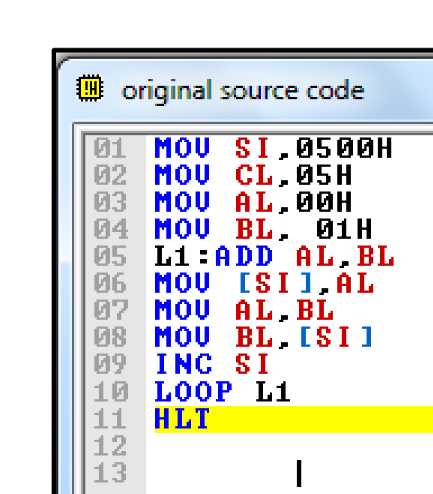 original source code
01 MOV SI,0500H
02 MOV CL,05H
03 MOV AL,00H
04 MOV BL, 01H
05 L1:ADD AL,BL
06 MOV [SI],AL
07 MOV AL,BL
08 MOV BL,[SI]
09 INC SI
10 LOOP L1
11 HLT
12
13